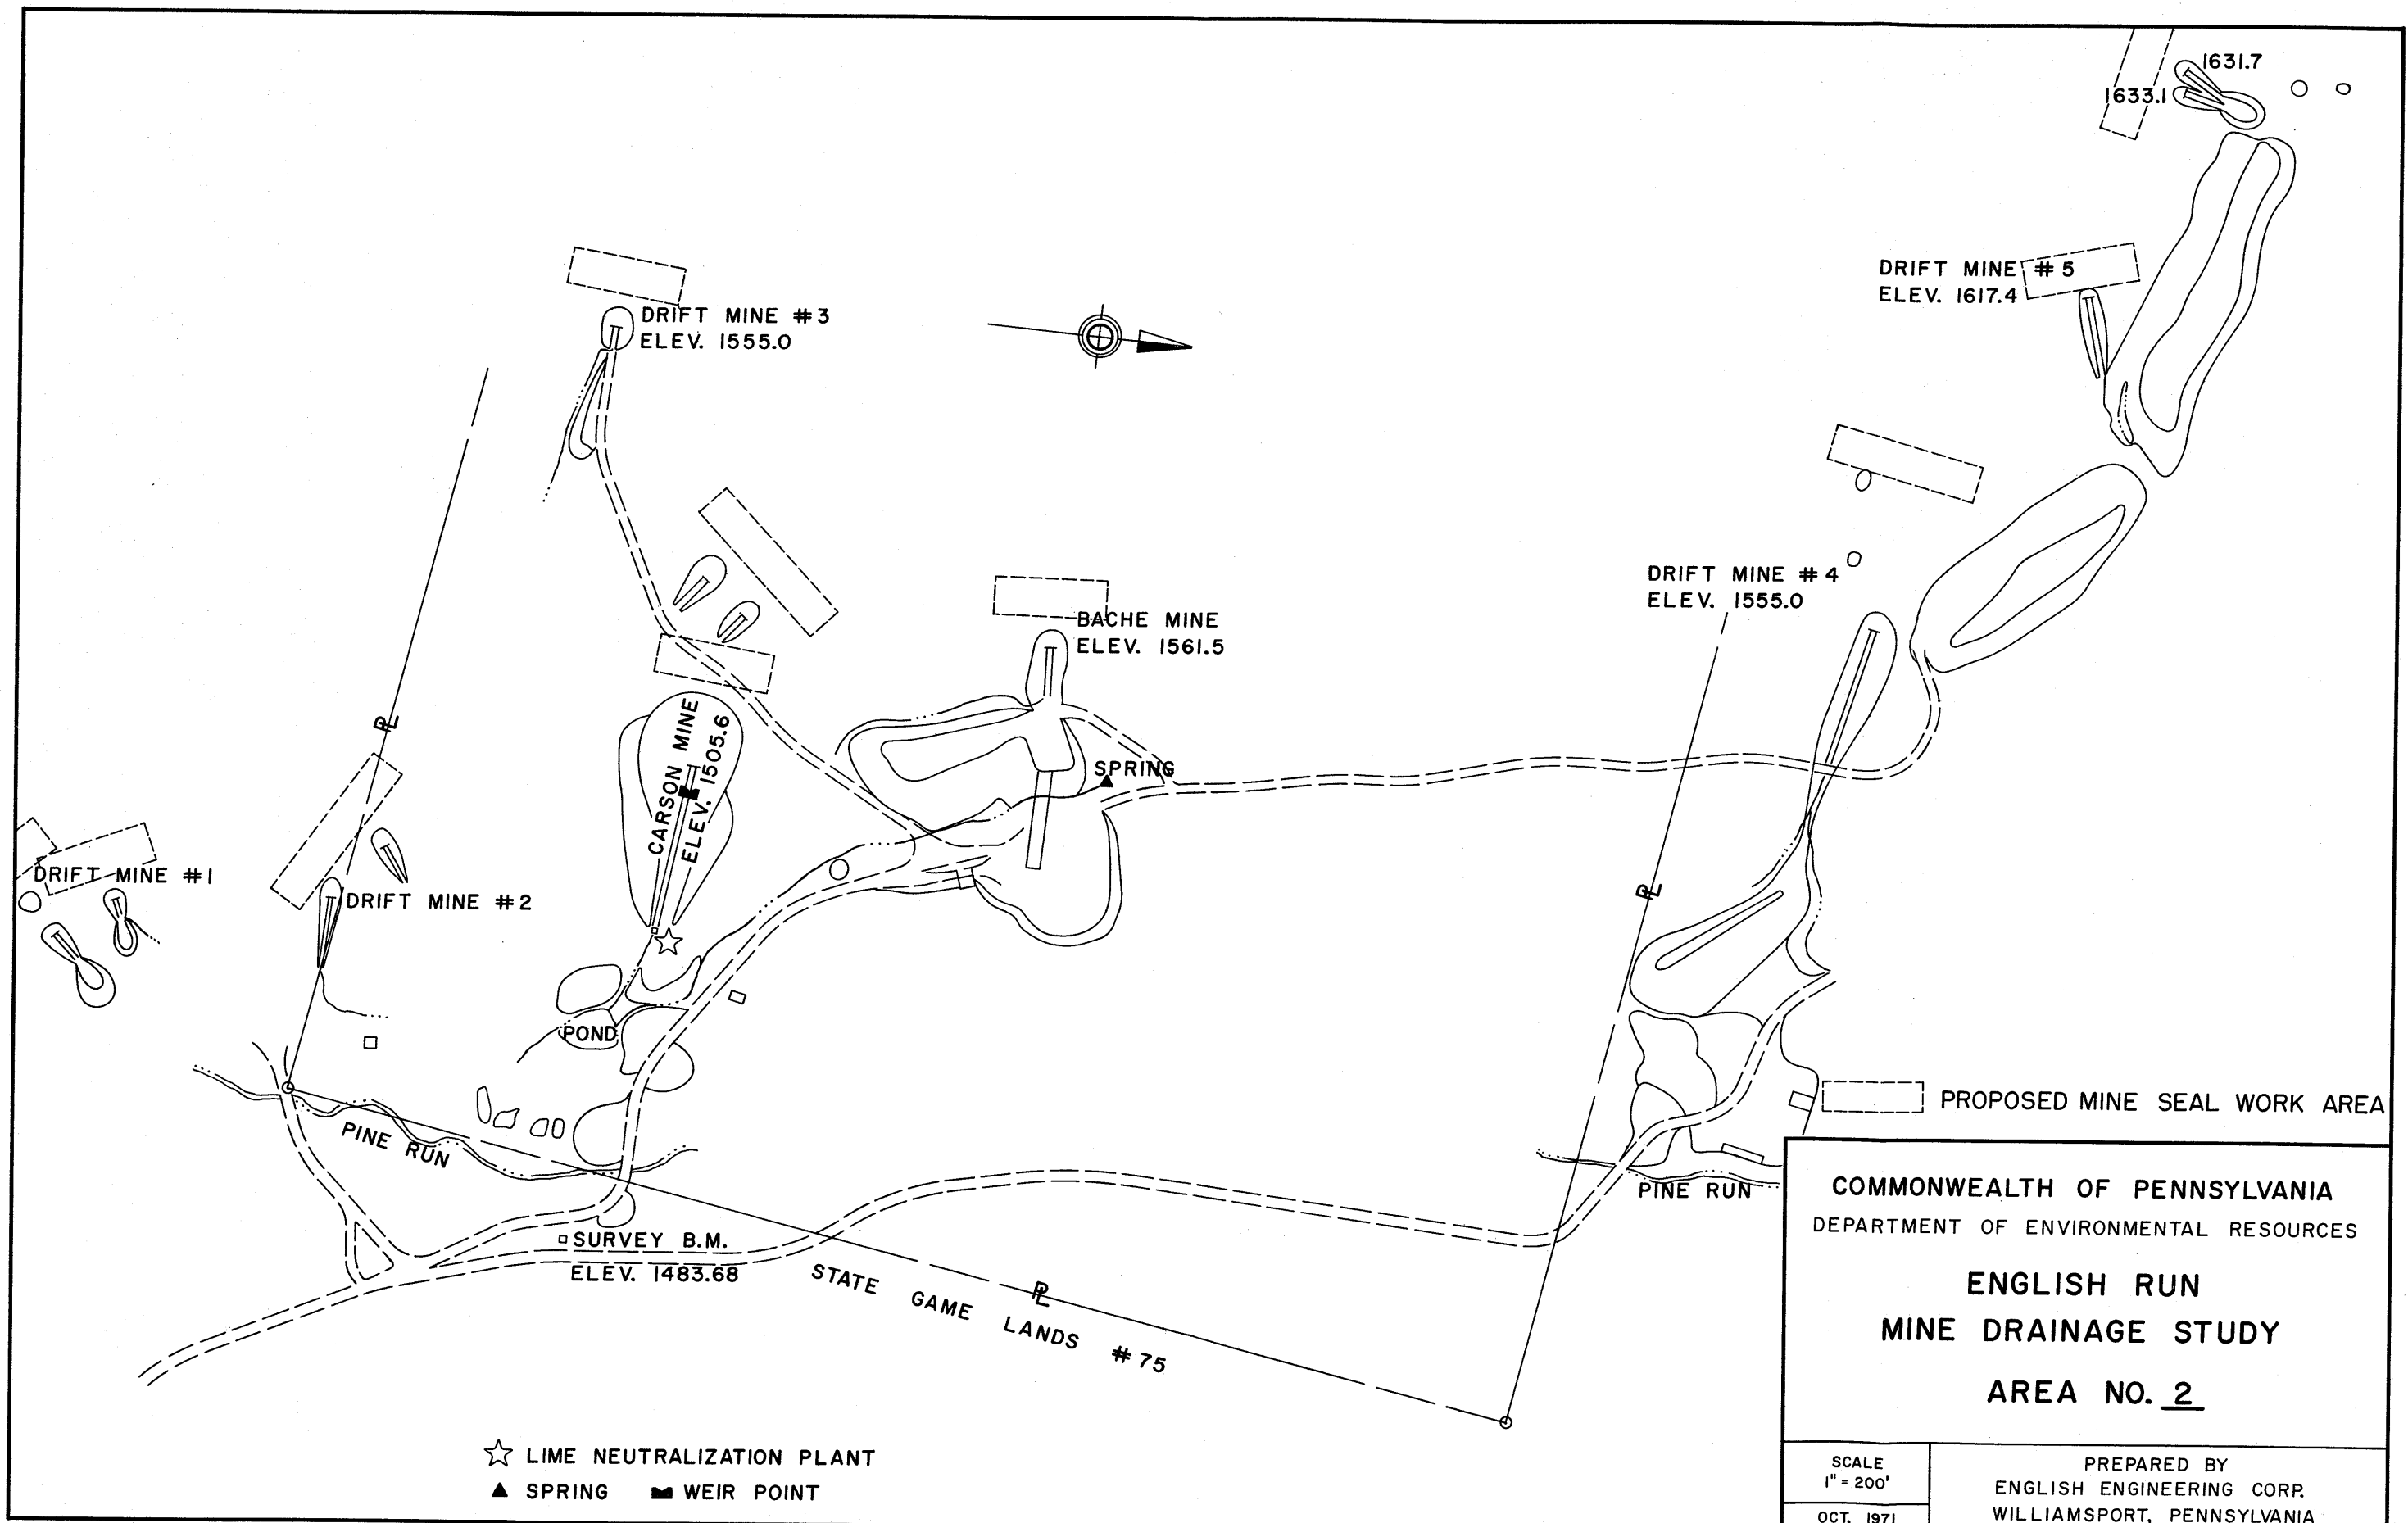 1631.7
1633.1
DRIFT MINE #5
ELEV. 1617.4
DRIFT MINE #3
ELEV. 1555.0
DRIFT MINE #4
ELEV. 1555.0
BACHE MINE
ELEV. 1561.5
PL
CARSON MINE
ELEV. 1505.6
SPRING
DRIFT MINE #1
DRIFT MINE #2
PL
POND
PINE RUN
PINE RUN
SURVEY B.M.
ELEV. 1483.68
PL
STATE GAME LANDS #75
PROPOSED MINE SEAL WORK AREA
LIME NEUTRALIZATION PLANT
SPRING
WEIR POINT
COMMONWEALTH OF PENNSYLVANIA
DEPARTMENT OF ENVIRONMENTAL RESOURCES
ENGLISH RUN
MINE DRAINAGE STUDY
AREA NO. 2
SCALE
1" = 200'
OCT. 1971
PREPARED BY
ENGLISH ENGINEERING CORP.
WILLIAMSPORT, PENNSYLVANIA